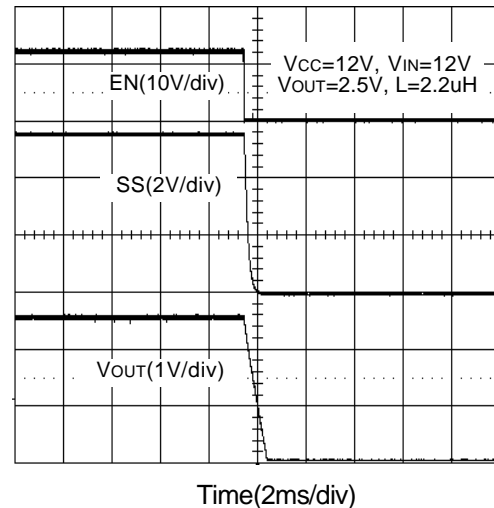 VCC=12V, VIN=12V
EN(10V/div)
VOUT=2.5V, L=2.2uH
SS(2V/div)
VOUT(1V/div)
Time(2ms/div)